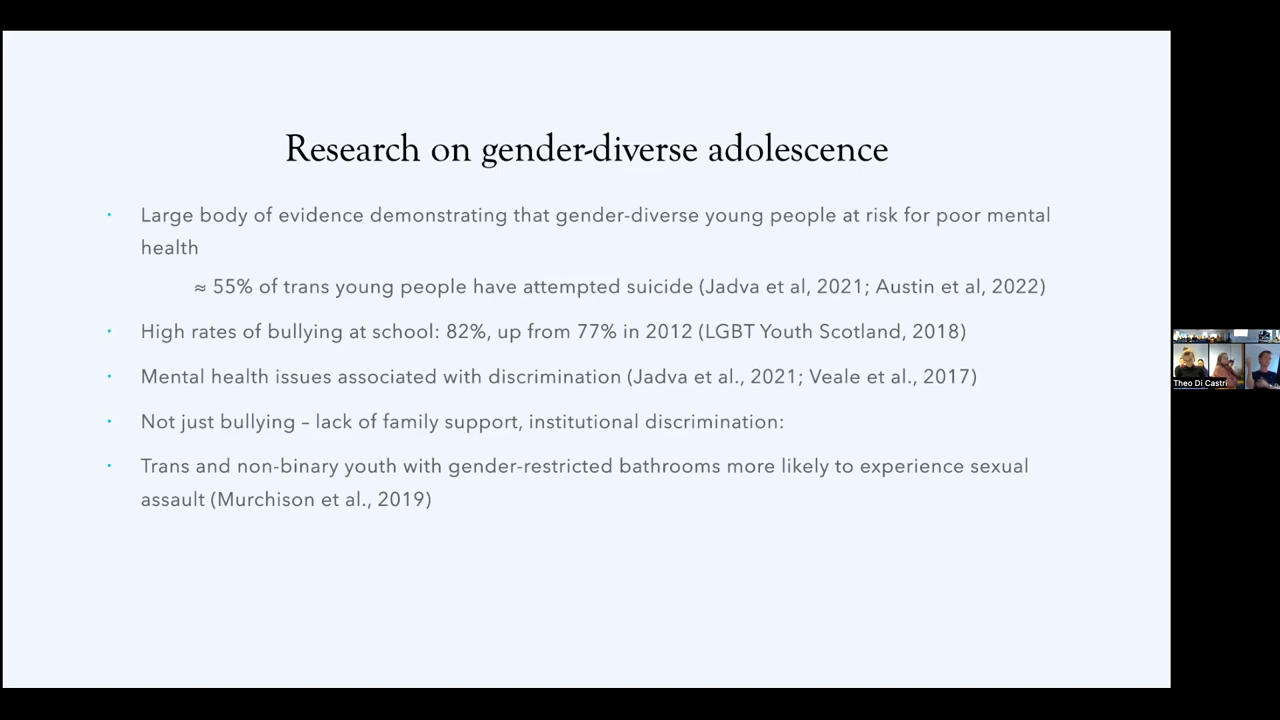 Research on gender-diverse adolescence
· Large body of evidence demonstrating that gender-diverse young people at risk for poor mental
health
≈ 55% of trans young people have attempted suicide (Jadva et al, 2021; Austin et al, 2022)
· High rates of bullying at school: 82%, up from 77% in 2012 (LGBT Youth Scotland, 2018)
· Mental health issues associated with discrimination (Jadva et al., 2021; Veale et al., 2017)
· Not just bullying – lack of family support, institutional discrimination:
· Trans and non-binary youth with gender-restricted bathrooms more likely to experience sexual
assault (Murchison et al., 2019)
Theo Di Castri